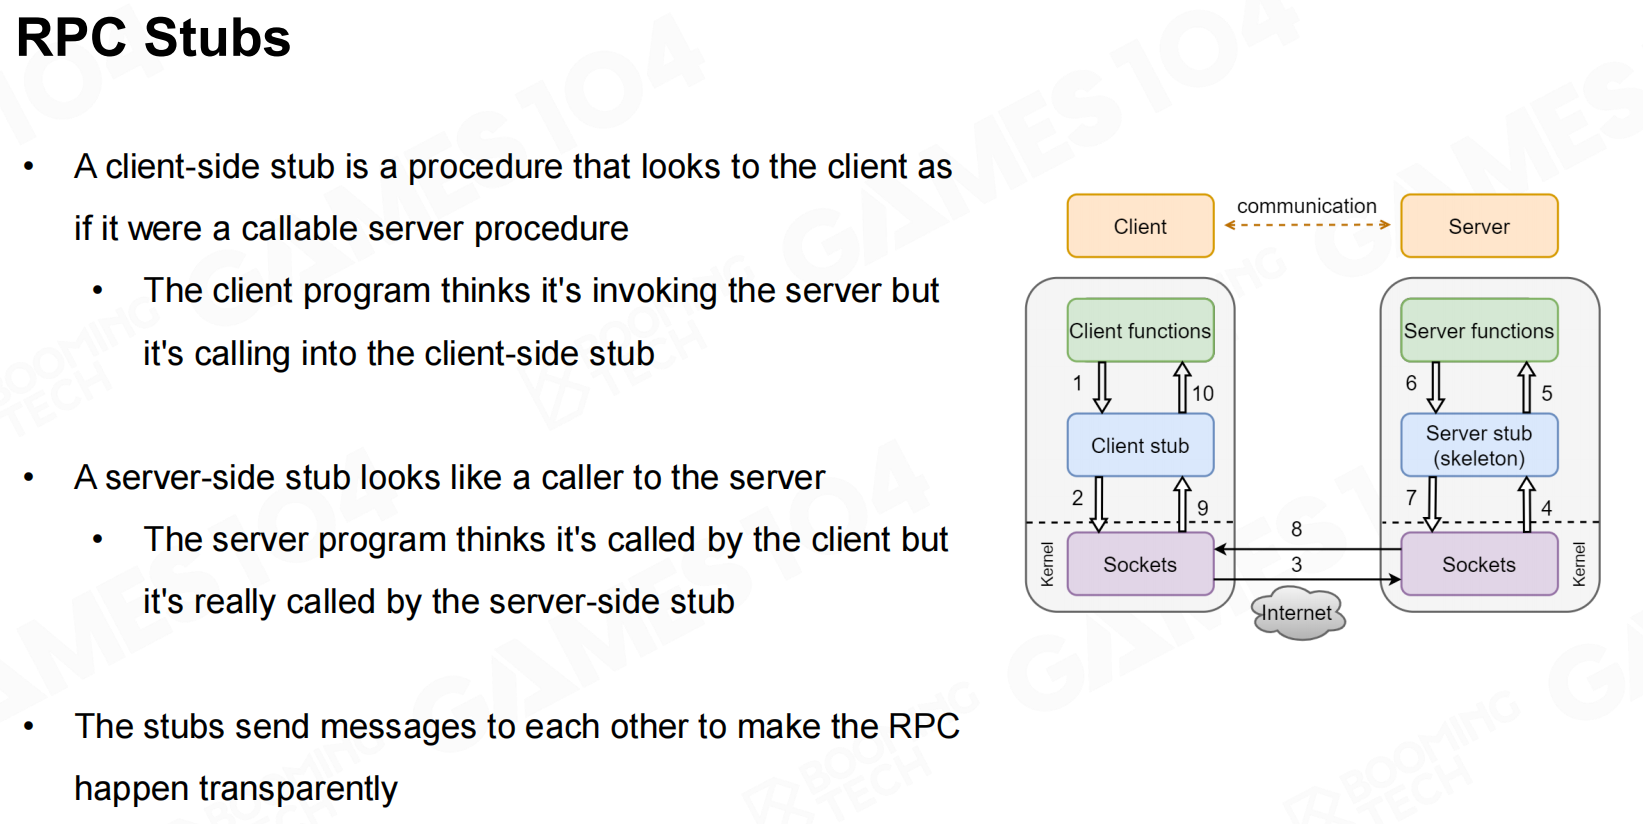 RPC Stubs
• A client-side stub is a procedure that looks to the client as
if it were a callable server procedure
• The client program thinks it's invoking the server but
it's calling into the client-side stub
• A server-side stub looks like a caller to the server
• The server program thinks it's called by the client but
it's really called by the server-side stub
• The stubs send messages to each other to make the RPC
happen transparently
Client
communication
Server
Client functions
Server functions
1
10
6
5
Client stub
Server stub
(skeleton)
2
9
7
4
8
3
Kernel
Sockets
Sockets
Kernel
Internet
GAMES104
BOOMING
TECH